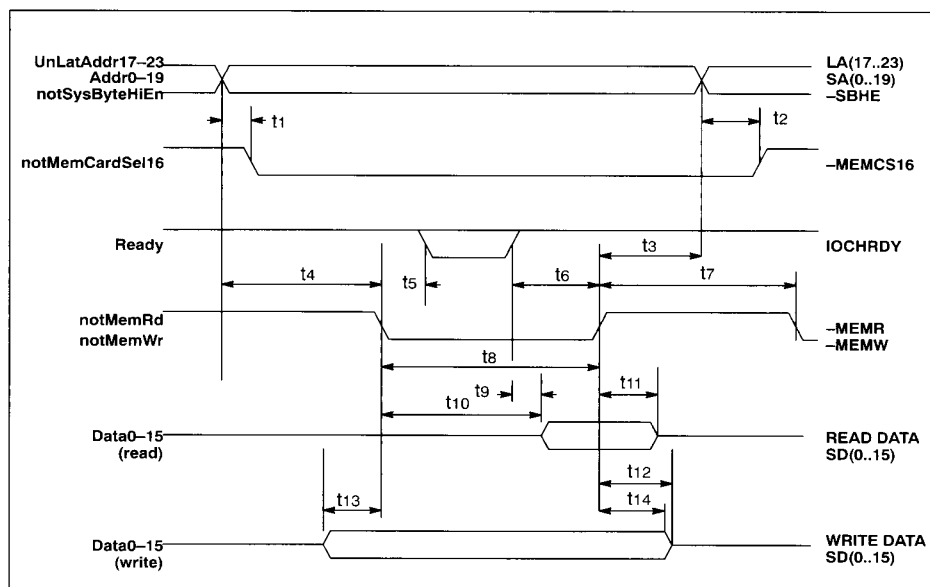 UnLatAddr17–23
Addr0–19
notSysByteHiEn
LA(17..23)
SA(0..19)
–SBHE
t1
t2
notMemCardSel16
–MEMCS16
Ready
IOCHRDY
t3
t4
t5
t6
t7
notMemRd
notMemWr
–MEMR
–MEMW
t8
t9
t10
t11
Data0–15
(read)
READ DATA
SD(0..15)
t12
t13
t14
Data0–15
(write)
WRITE DATA
SD(0..15)